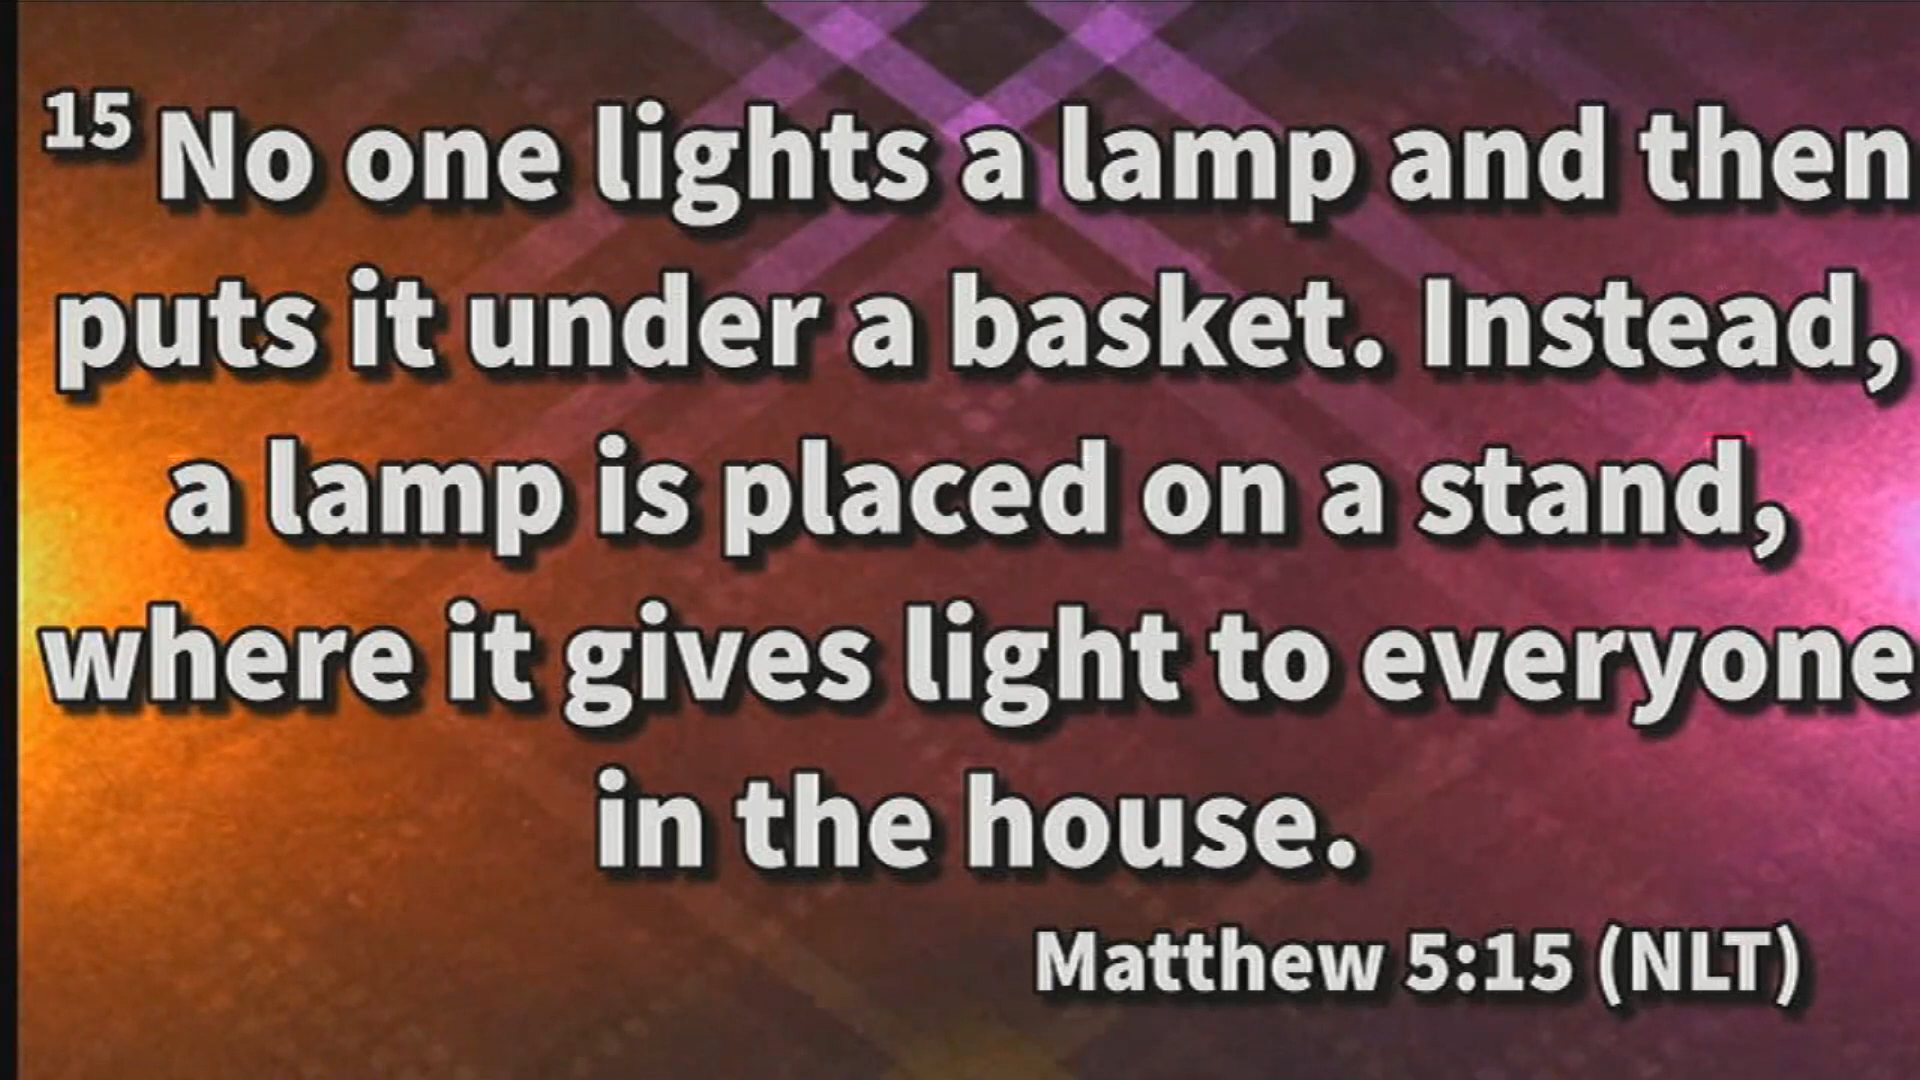 15 No one lights a lamp and then
puts it under a basket. Instead,
a lamp is placed on a stand,
where it gives light to everyone
in the house.
Matthew 5:15 (NLT)